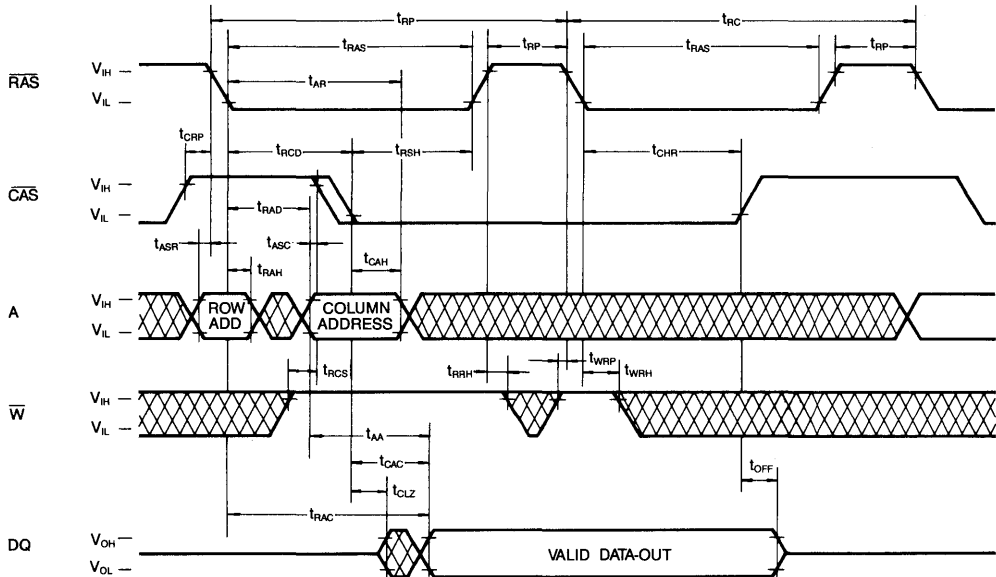 tRP tRC
tRAS tRP tRAS tRP
R̅A̅S̅ VIH
tAR
VIL
tCRP
tRCD tRSH tCHR
C̅A̅S̅ VIH
tRAD
VIL
tASR tASC tCAH
tRAH
A VIH ROW ADD COLUMN ADDRESS
VIL
tRCS tRRH tWRP tWRH
W̅ VIH
VIL
tAA
tCAC
tCLZ tOFF
tRAC
DQ VOH
VALID DATA-OUT
VOL